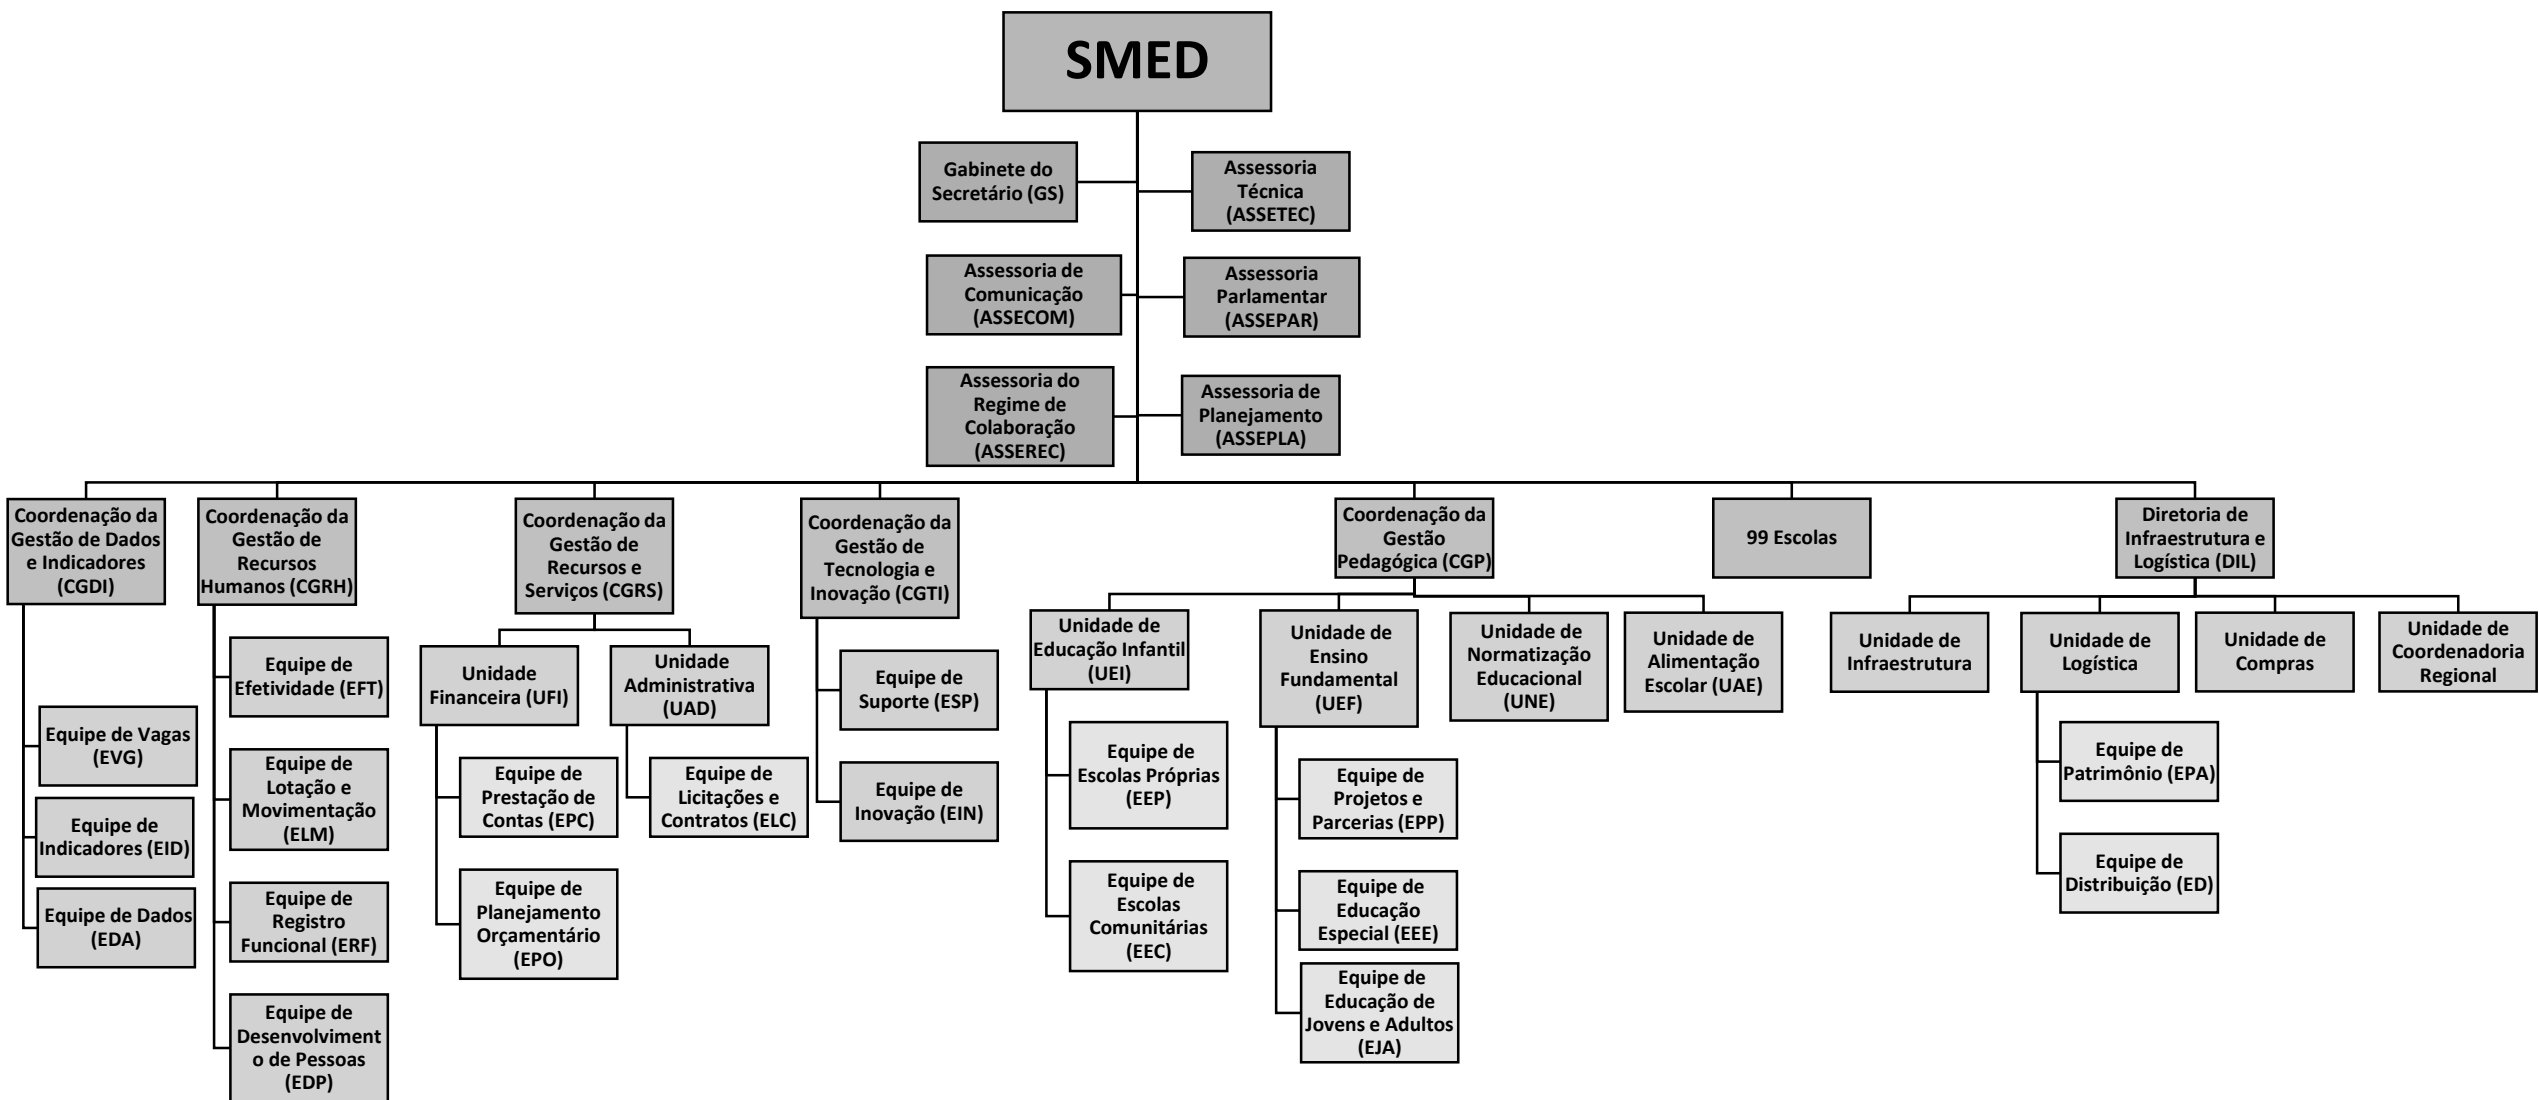 SMED
Gabinete do
Secretário (GS)
Assessoria
Técnica
(ASSETEC)
Assessoria de
Comunicação
(ASSECOM)
Assessoria
Parlamentar
(ASSEPAR)
Assessoria do
Regime de
Colaboração
(ASSEREC)
Assessoria de
Planejamento
(ASSEPLA)
Coordenação da
Gestão de Dados
e Indicadores
(CGDI)
Coordenação da
Gestão de
Recursos
Humanos (CGRH)
Coordenação da
Gestão de
Recursos e
Serviços (CGRS)
Coordenação da
Gestão de
Tecnologia e
Inovação (CGTI)
Coordenação da
Gestão
Pedagógica (CGP)
99 Escolas
Diretoria de
Infraestrutura e
Logística (DIL)
Equipe de Vagas
(EVG)
Equipe de
Indicadores (EID)
Equipe de Dados
(EDA)
Equipe de
Efetividade (EFT)
Equipe de
Lotação e
Movimentação
(ELM)
Equipe de
Registro
Funcional (ERF)
Equipe de
Desenvolviment
o de Pessoas
(EDP)
Unidade
Financeira (UFI)
Unidade
Administrativa
(UAD)
Equipe de
Prestação de
Contas (EPC)
Equipe de
Planejamento
Orçamentário
(EPO)
Equipe de
Licitações e
Contratos (ELC)
Equipe de
Suporte (ESP)
Equipe de
Inovação (EIN)
Unidade de
Educação Infantil
(UEI)
Unidade de
Ensino
Fundamental
(UEF)
Unidade de
Normatização
Educacional
(UNE)
Unidade de
Alimentação
Escolar (UAE)
Equipe de
Escolas Próprias
(EEP)
Equipe de
Escolas
Comunitárias
(EEC)
Equipe de
Projetos e
Parcerias (EPP)
Equipe de
Educação
Especial (EEE)
Equipe de
Educação de
Jovens e Adultos
(EJA)
Unidade de
Infraestrutura
Unidade de
Logística
Unidade de
Compras
Unidade de
Coordenadoria
Regional
Equipe de
Patrimônio (EPA)
Equipe de
Distribuição (ED)